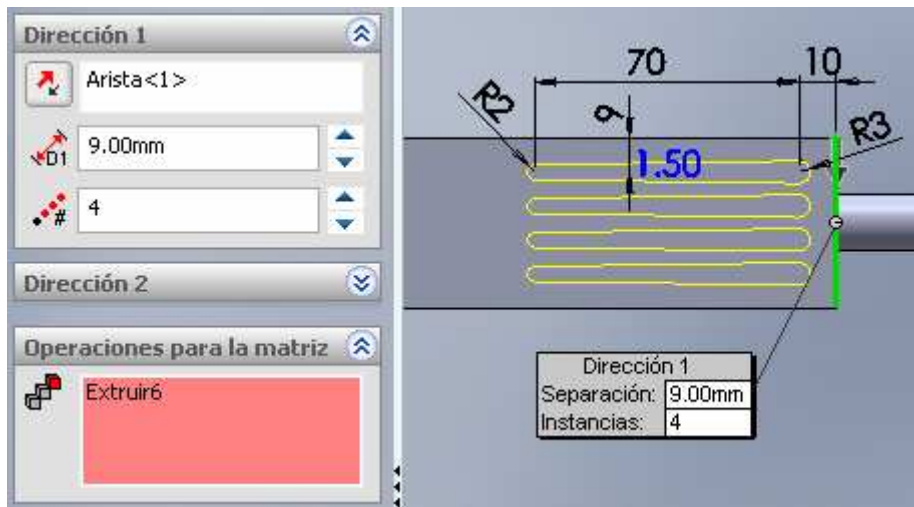 Dirección 1
Arista<1>
D1
9.00mm
#
4
Dirección 2
Operaciones para la matriz
Extruir6
70
10
R2
9
R3
1.50
Dirección 1
Separación: 9.00mm
Instancias: 4